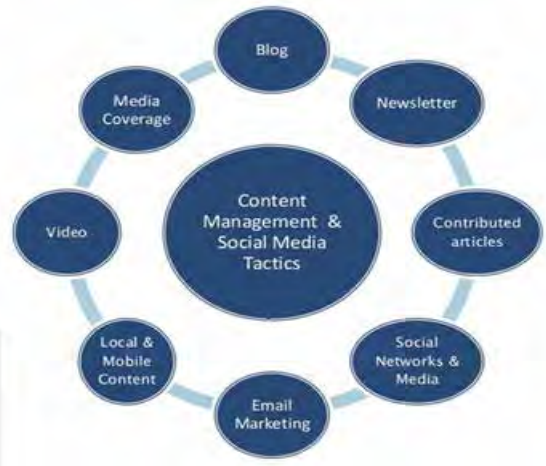 Blog
Newsletter
Contributed
articles
Social
Networks &
Media
Email
Marketing
Local &
Mobile
Content
Video
Media
Coverage
Content
Management &
Social Media
Tactics